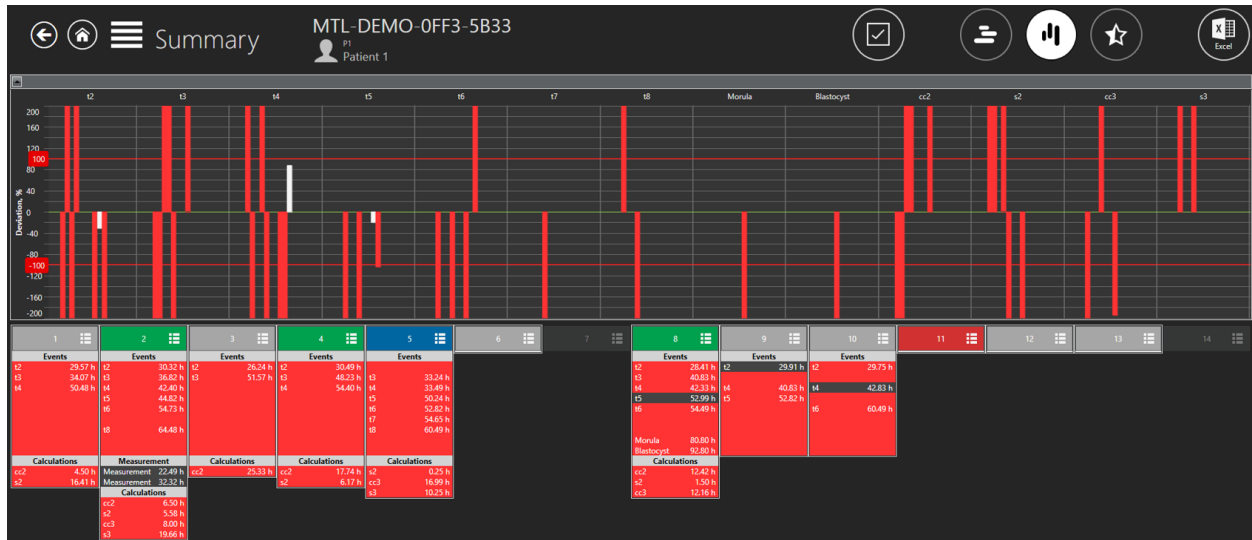 Summary
MTL-DEMO-0FF3-5B33
P1
Patient 1
Excel
t2 t3 t4 t5 t6 t7 t8 Morula Blastocyst cc2 s2 cc3 s3
Deviation, %
200
160
120
100
80
40
0
-40
-80
-100
-120
-160
-200
1 2 3 4 5 6 7 8 9 10 11 12 13 14
Events
t2 29.57 h
t3 34.07 h
t4 50.48 h
Calculations
cc2 4.50 h
s2 16.41 h
Events
t2 30.32 h
t3 36.82 h
t4 42.40 h
t5 44.82 h
t6 54.73 h
t8 64.48 h
Measurement
Measurement 22.49 h
Measurement 32.32 h
Calculations
cc2 6.50 h
s2 5.58 h
cc3 8.00 h
s3 19.66 h
Events
t2 26.24 h
t3 51.57 h
Calculations
cc2 25.33 h
Events
t2 30.49 h
t3 48.23 h
t4 54.40 h
Calculations
cc2 17.74 h
s2 6.17 h
Events
t3 33.24 h
t4 33.49 h
t5 50.24 h
t6 52.82 h
t7 54.65 h
t8 60.49 h
Calculations
s2 0.25 h
cc3 16.99 h
s3 10.25 h
Events
t2 28.41 h
t3 40.83 h
t4 42.33 h
t5 52.99 h
t6 54.49 h
Morula 80.80 h
Blastocyst 92.80 h
Calculations
cc2 12.42 h
s2 1.50 h
cc3 12.16 h
Events
t2 29.91 h
t4 40.83 h
t5 52.82 h
Events
t2 29.75 h
t4 42.83 h
t6 60.49 h